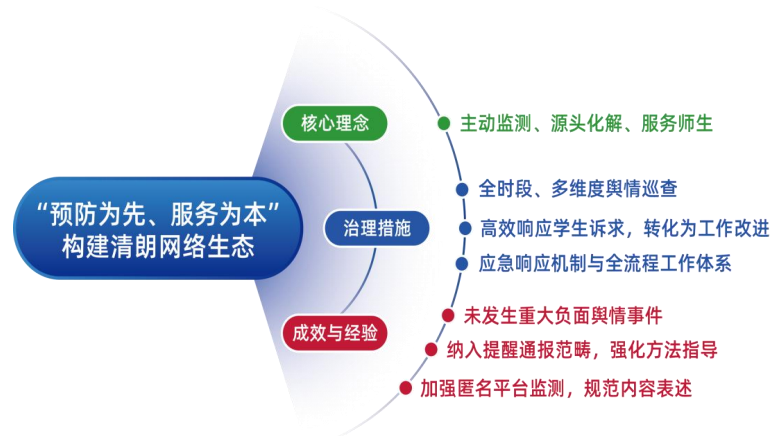 “预防为先、服务为本”
构建清朗网络生态
核心理念
主动监测、源头化解、服务师生
治理措施
全时段、多维度舆情巡查
高效响应学生诉求，转化为工作改进
应急响应机制与全流程工作体系
成效与经验
未发生重大负面舆情事件
纳入提醒通报范畴，强化方法指导
加强匿名平台监测，规范内容表述